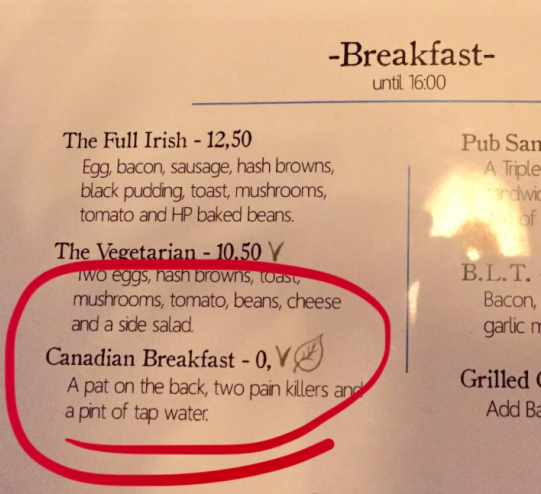 -Breakfast-
until 16:00
The Full Irish - 12,50
Egg, bacon, sausage, hash browns,
black pudding, toast, mushrooms,
tomato and HP baked beans.
The Vegetarian - 10,50 V
Two eggs, hash browns, toast,
mushrooms, tomato, beans, cheese
and a side salad.
Canadian Breakfast - 0, V
A pat on the back, two pain killers and
a pint of tap water.
Pub San
A Triple
of
B.L.T.
Bacon,
garlic m
Grilled
Add Ba